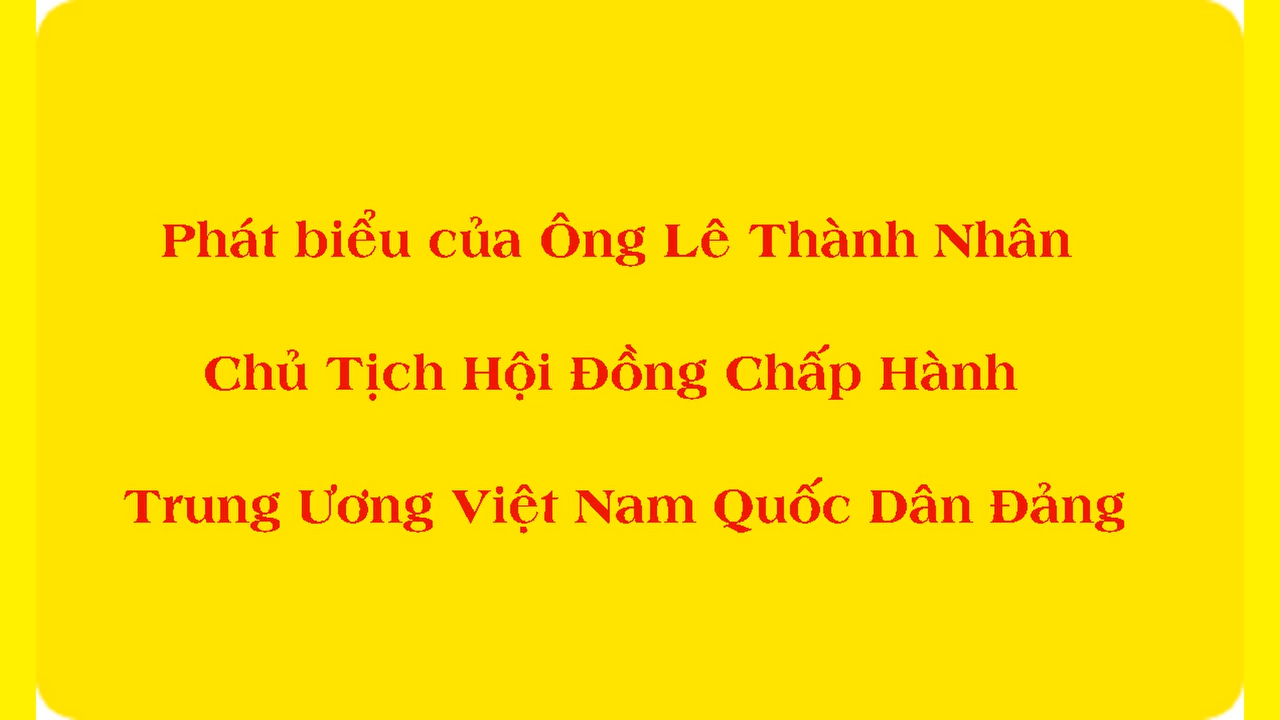 Phát biểu của Ông Lê Thành Nhân
Chủ Tịch Hội Đồng Chấp Hành
Trung Ương Việt Nam Quốc Dân Đảng